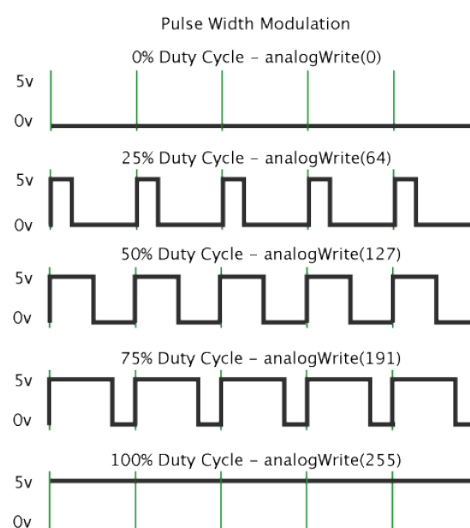 Pulse Width Modulation
0% Duty Cycle – analogWrite(0)
5v
0v
25% Duty Cycle – analogWrite(64)
5v
0v
50% Duty Cycle – analogWrite(127)
5v
0v
75% Duty Cycle – analogWrite(191)
5v
0v
100% Duty Cycle – analogWrite(255)
5v
0v